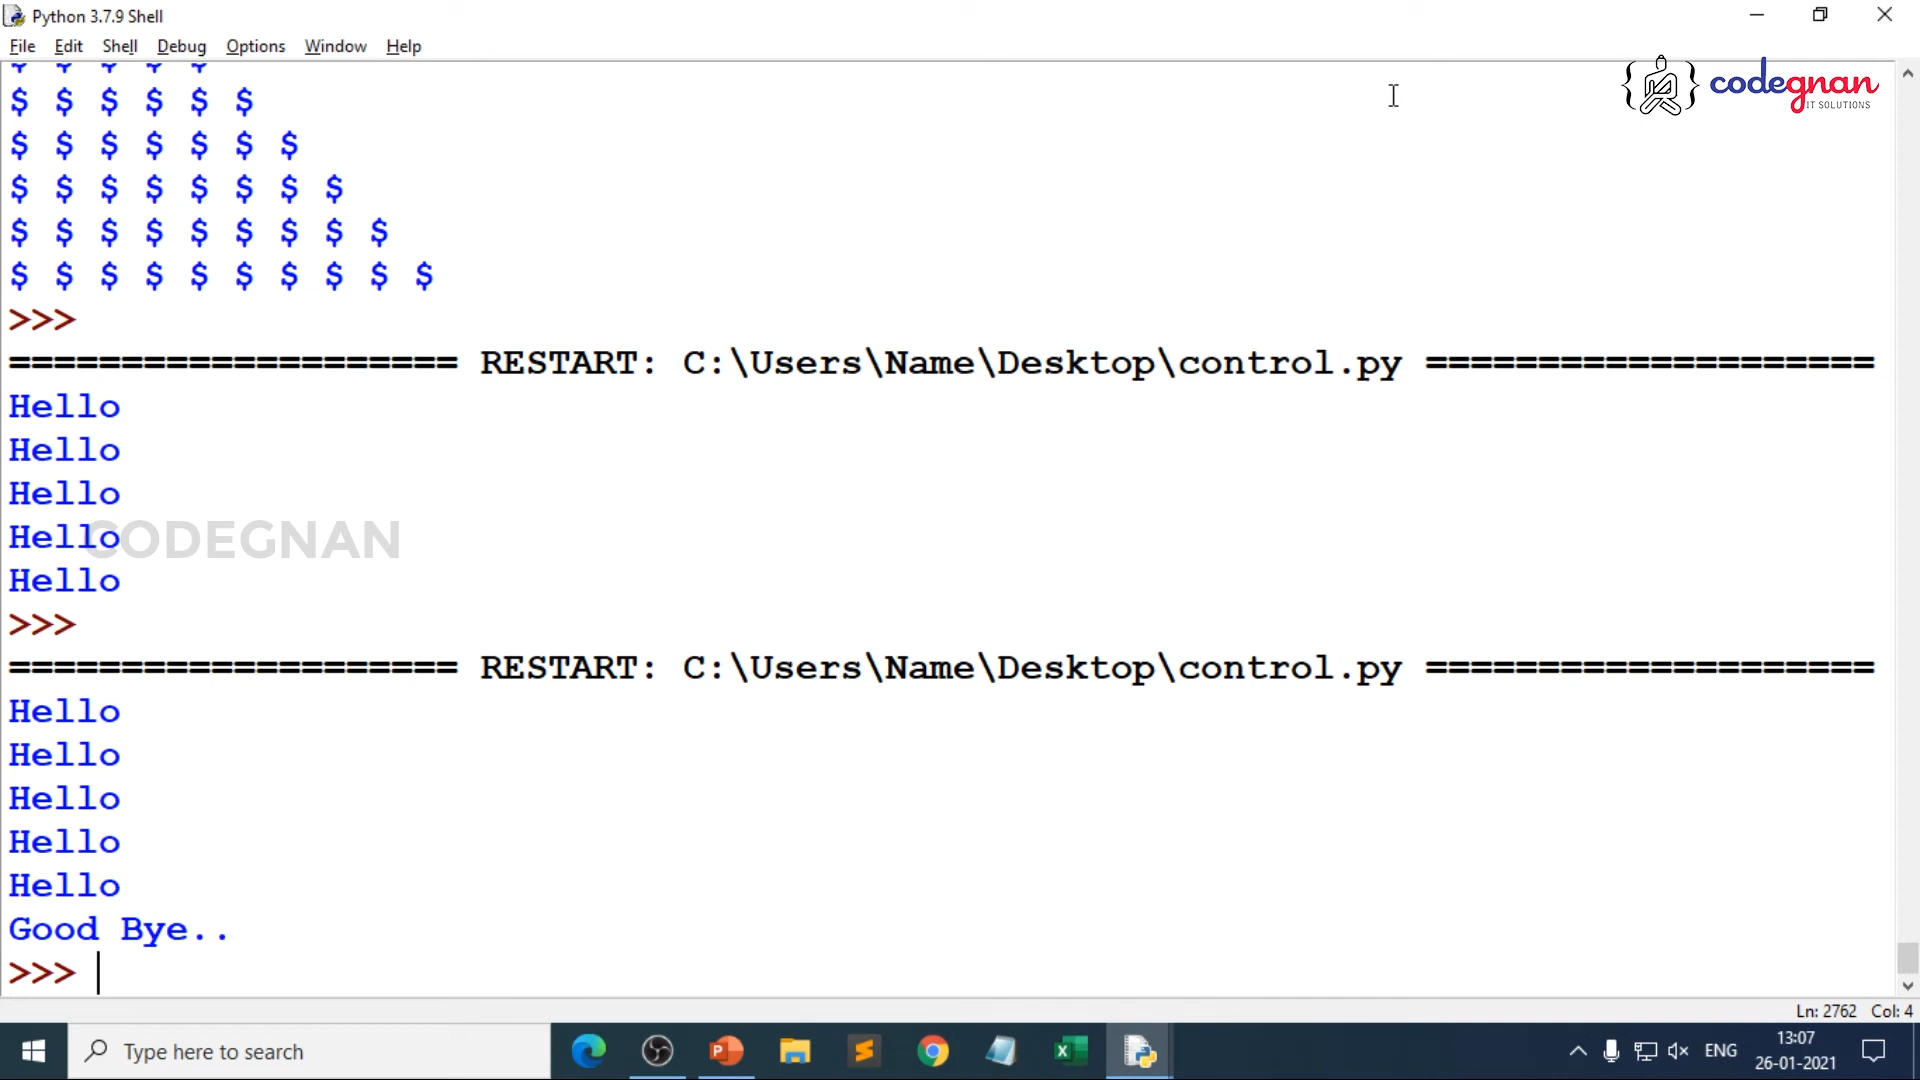 Python 3.7.9 Shell
File Edit Shell Debug Options Window Help
codegnan
IT SOLUTIONS
$ $ $ $ $
$ $ $ $ $ $
$ $ $ $ $ $ $
$ $ $ $ $ $ $ $
$ $ $ $ $ $ $ $ $
$ $ $ $ $ $ $ $ $ $
>>>
==================== RESTART: C:\Users\Name\Desktop\control.py ====================
Hello
Hello
Hello
Hello
CODEGNAN
Hello
>>>
==================== RESTART: C:\Users\Name\Desktop\control.py ====================
Hello
Hello
Hello
Hello
Hello
Good Bye..
>>>
Ln: 2762 Col: 4
Type here to search
ENG
13:07
26-01-2021